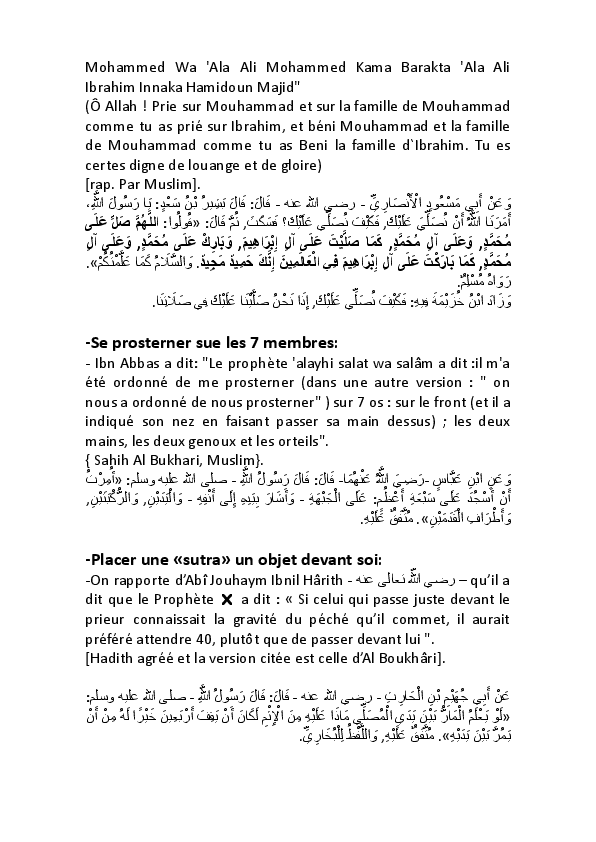 Mohammed Wa 'Ala Ali Mohammed Kama Barakta 'Ala Ali
Ibrahim Innaka Hamidoun Majid"
(Ô Allah ! Prie sur Mouhammad et sur la famille de Mouhammad
comme tu as prié sur Ibrahim, et béni Mouhammad et la famille
de Mouhammad comme tu as Beni la famille d`Ibrahim. Tu es
certes digne de louange et de gloire)
[rap. Par Muslim].
وَعَنْ أَبِي مَسْعُودٍ الْأَنْصَارِيِّ - رضي الله عنه - قَالَ: قَالَ بَشِيرُ بْنُ سَعْدٍ: يَا رَسُولَ اللَّهِ،
أَمَرَنَا اللَّهُ أَنْ نُصَلِّيَ عَلَيْكَ, فَكَيْفَ نُصَلِّي عَلَيْكَ؟ فَسَكَتَ, ثُمَّ قَالَ: «قُولُوا: اللَّهُمَّ صَلِّ عَلَى
مُحَمَّدٍ, وَعَلَى آلِ مُحَمَّدٍ, كَمَا صَلَّيْتَ عَلَى آلِ إِبْرَاهِيمَ, وَبَارِكْ عَلَى مُحَمَّدٍ, وَعَلَى آلِ
مُحَمَّدٍ, كَمَا بَارَكْتَ عَلَى آلِ إِبْرَاهِيمَ فِي الْعَالَمِينَ إِنَّكَ حَمِيدٌ مَجِيدٌ. وَالسَّلَامُ كَمَا عَلَّمْتُكُمْ».
رَوَاهُ مُسْلِمٌ.
وَزَادَ ابْنُ خُزَيْمَةَ فِيهِ: فَكَيْفَ نُصَلِّي عَلَيْكَ, إِذَا نَحْنُ صَلَّيْنَا عَلَيْكَ فِي صَلَاتِنَا.
-Se prosterner sue les 7 membres:
- Ibn Abbas a dit: "Le prophète 'alayhi salat wa salâm a dit :il m'a
été ordonné de me prosterner (dans une autre version : " on
nous a ordonné de nous prosterner" ) sur 7 os : sur le front (et il a
indiqué son nez en faisant passer sa main dessus) ; les deux
mains, les deux genoux et les orteils".
{ Sahih Al Bukhari, Muslim}.
وَعَنِ ابْنِ عَبَّاسٍ -رَضِيَ اللَّهُ عَنْهُمَا- قَالَ: قَالَ رَسُولُ اللَّهِ - صلى الله عليه وسلم: «أُمِرْتُ
أَنْ أَسْجُدَ عَلَى سَبْعَةِ أَعْظُمٍ: عَلَى الْجَبْهَةِ - وَأَشَارَ بِيَدِهِ إِلَى أَنْفِهِ - وَالْيَدَيْنِ, وَالرُّكْبَتَيْنِ,
وَأَطْرَافِ الْقَدَمَيْنِ». مُتَّفَقٌ عَلَيْهِ.
-Placer une «sutra» un objet devant soi:
-On rapporte d’Abî Jouhaym Ibnil Hârith - رضي الله تعالى عنه – qu’il a
dit que le Prophète ✗ a dit : « Si celui qui passe juste devant le
prieur connaissait la gravité du péché qu’il commet, il aurait
préféré attendre 40, plutôt que de passer devant lui ".
[Hadith agréé et la version citée est celle d’Al Boukhâri].
عَنْ أَبِي جُهَيْمِ بْنِ الْحَارِثِ - رضي الله عنه - قَالَ: قَالَ رَسُولُ اللَّهِ - صلى الله عليه وسلم:
«لَوْ يَعْلَمُ الْمَارُّ بَيْنَ يَدَيِ الْمُصَلِّي مَاذَا عَلَيْهِ مِنَ الْإِثْمِ لَكَانَ أَنْ يَقِفَ أَرْبَعِينَ خَيْرًا لَهُ مِنْ أَنْ
يَمُرَّ بَيْنَ يَدَيْهِ». مُتَّفَقٌ عَلَيْهِ, وَاللَّفْظُ لِلْبُخَارِيِّ.